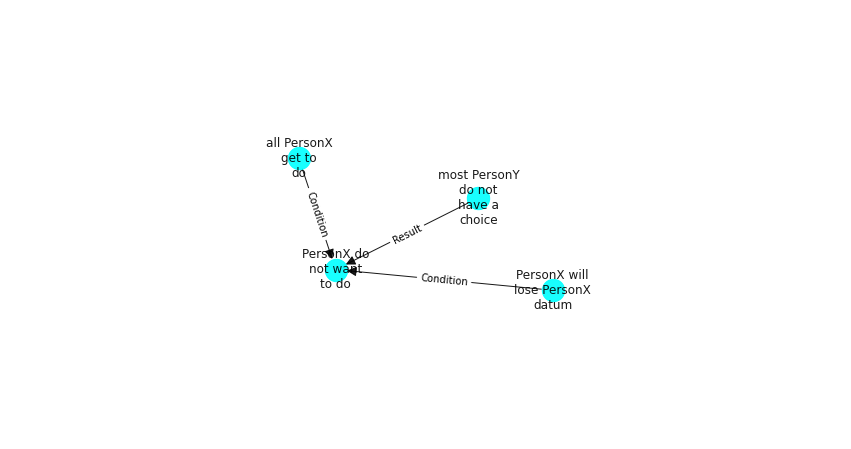 all PersonX
get to
do
most PersonY
do not
have a
choice
Condition
Result
PersonX do
not want
to do
Condition
PersonX will
lose PersonX
datum